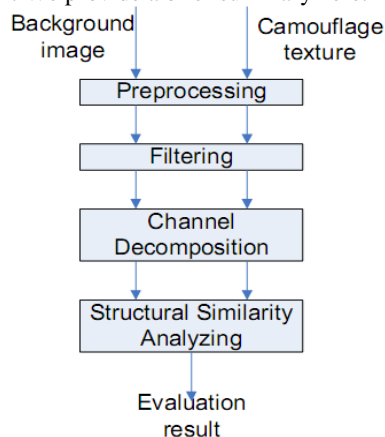 Background
image
Camouflage
texture
Preprocessing
Filtering
Channel
Decomposition
Structural Similarity
Analyzing
Evaluation
result